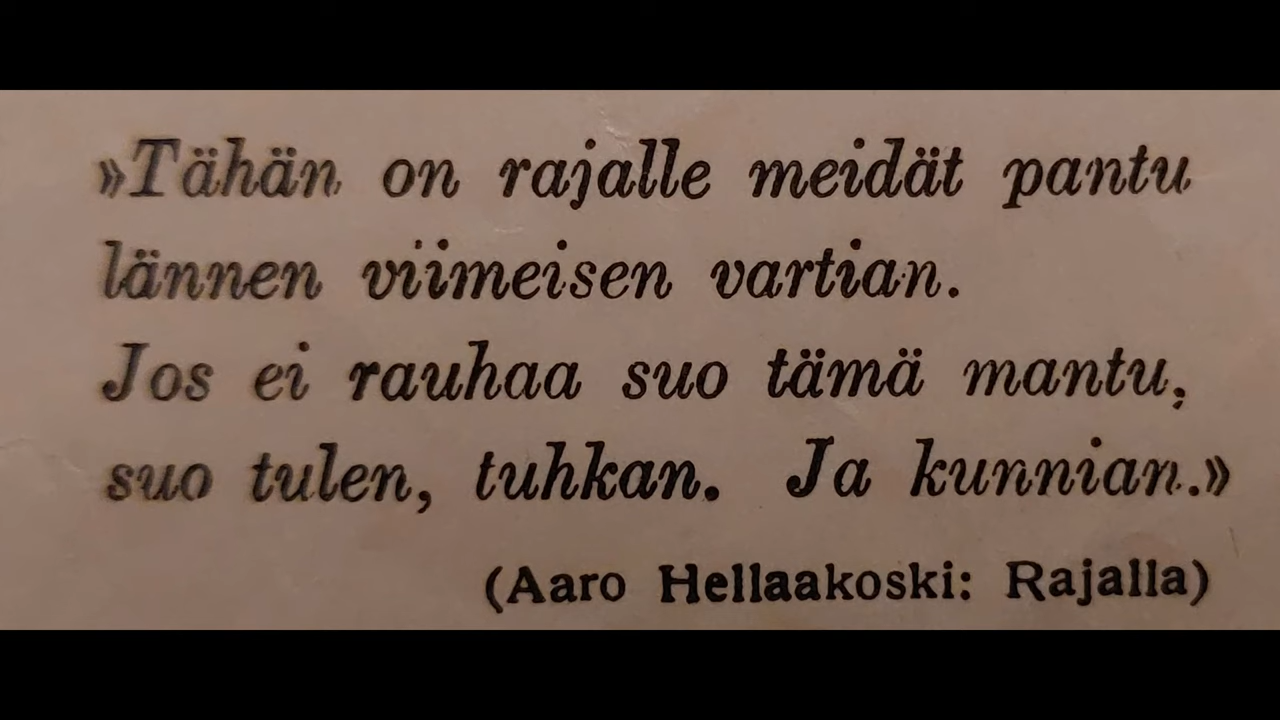 »Tähän on rajalle meidät pantu
lännen viimeisen vartian.
Jos ei rauhaa suo tämä mantu,
suo tulen, tuhkan. Ja kunnian.»
(Aaro Hellaakoski: Rajalla)